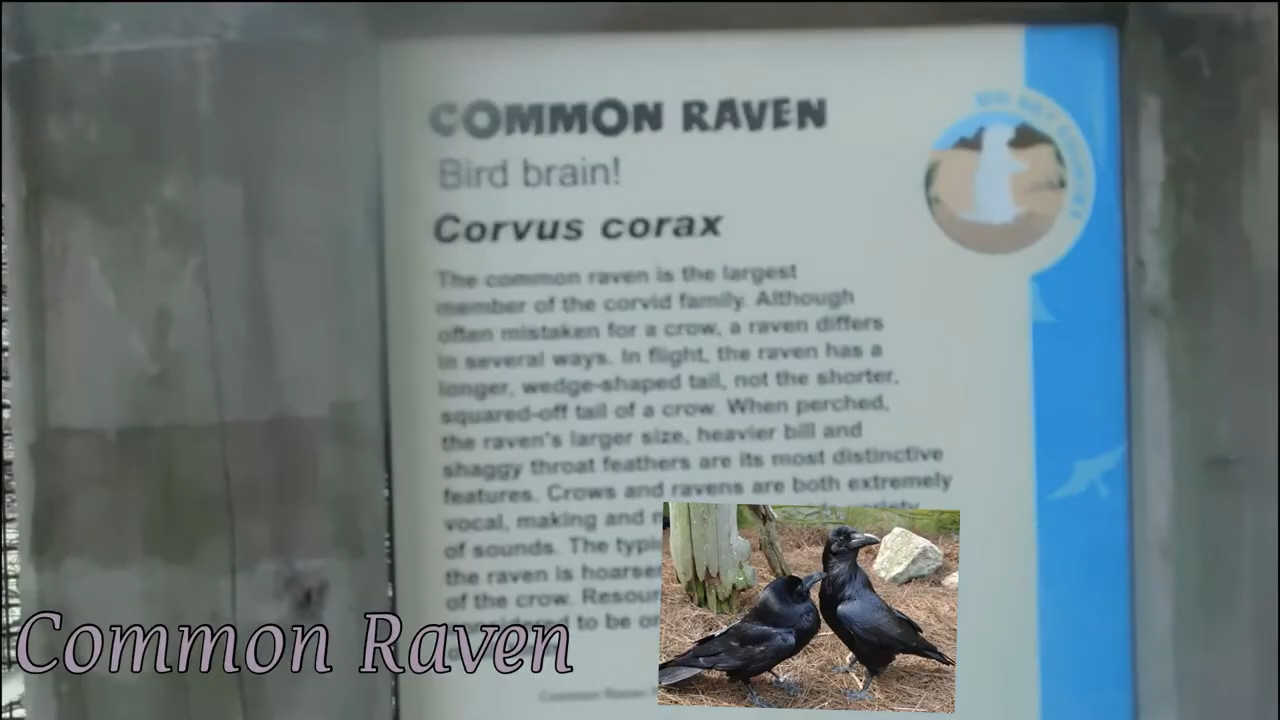 COMMON RAVEN
Bird brain!
Corvus corax
The common raven is the largest
member of the corvid family. Although
often mistaken for a crow, a raven differs
in several ways. In flight, the raven has a
longer, wedge-shaped tail, not the shorter,
squared-off tail of a crow. When perched,
the raven's larger size, heavier bill and
shaggy throat feathers are its most distinctive
features. Crows and ravens are both extremely
vocal, making and
of sounds. The
the raven is
of the crow.
to be
Common Raven